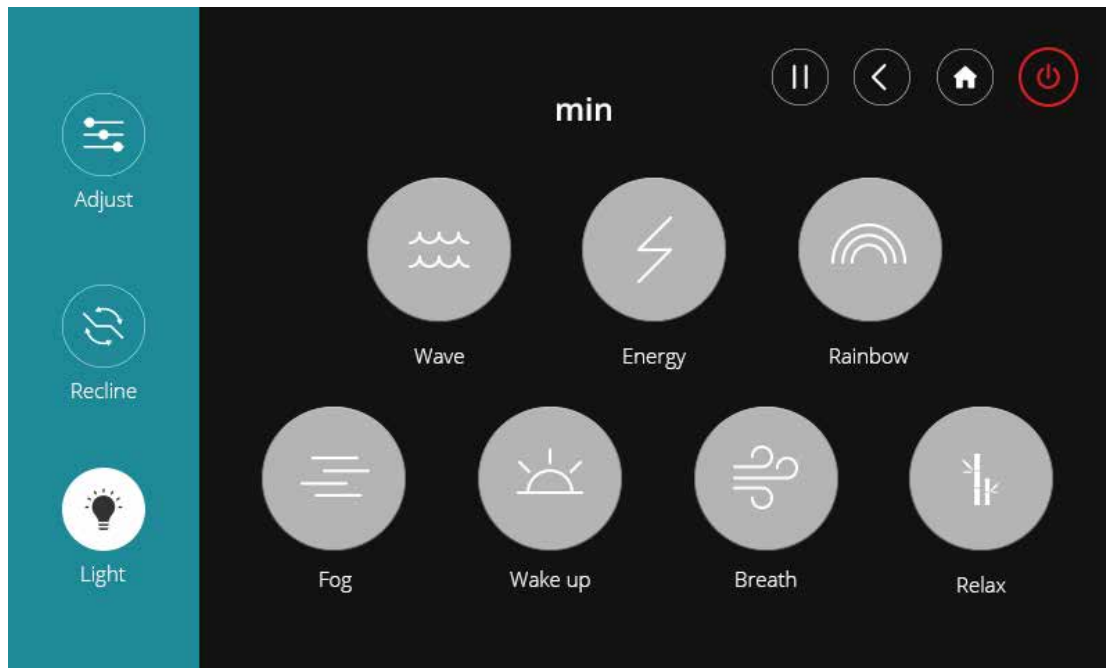 min
Adjust
Wave Energy Rainbow
Recline
Fog Wake up Breath Relax
Light